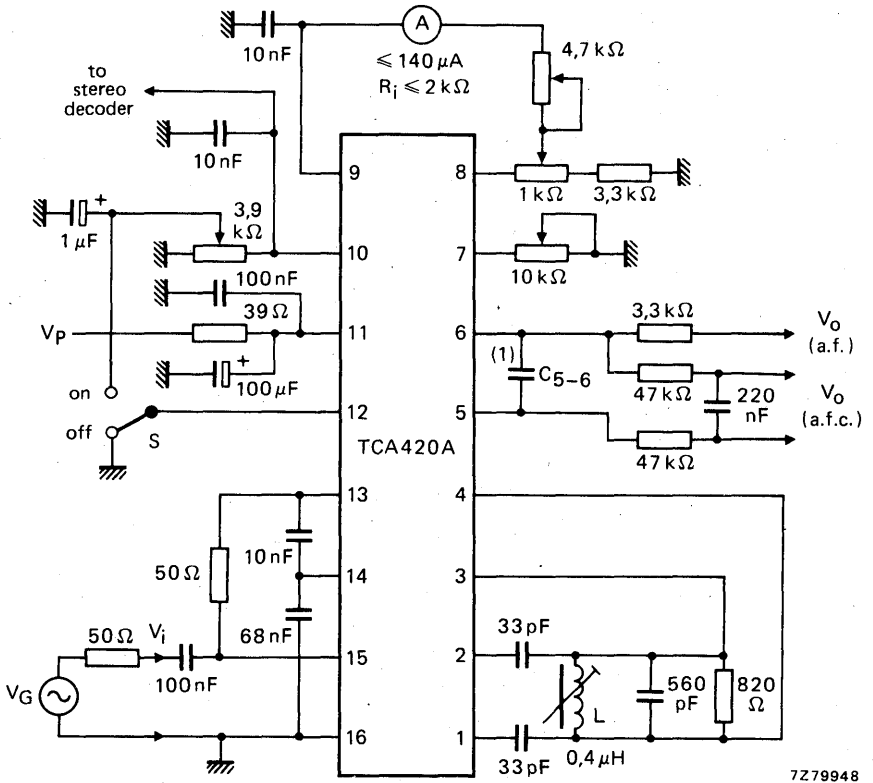 10 nF
A
≤ 140 μA
Ri ≤ 2 kΩ
4,7 kΩ
to
stereo
decoder
10 nF
9
8
1 kΩ
3,3 kΩ
+
1 μF
3,9
kΩ
10
7
10 kΩ
100 nF
39 Ω
VP
11
6
3,3 kΩ
Vo
(a.f.)
+
100 μF
(1)
C5–6
47 kΩ
220
nF
Vo
(a.f.c.)
on
off
S
12
5
47 kΩ
TCA420A
13
4
10 nF
50 Ω
14
3
68 nF
33 pF
50 Ω
Vi
100 nF
15
2
VG
L
560
pF
820
Ω
16
1
33 pF
0,4 μH
7Z79948